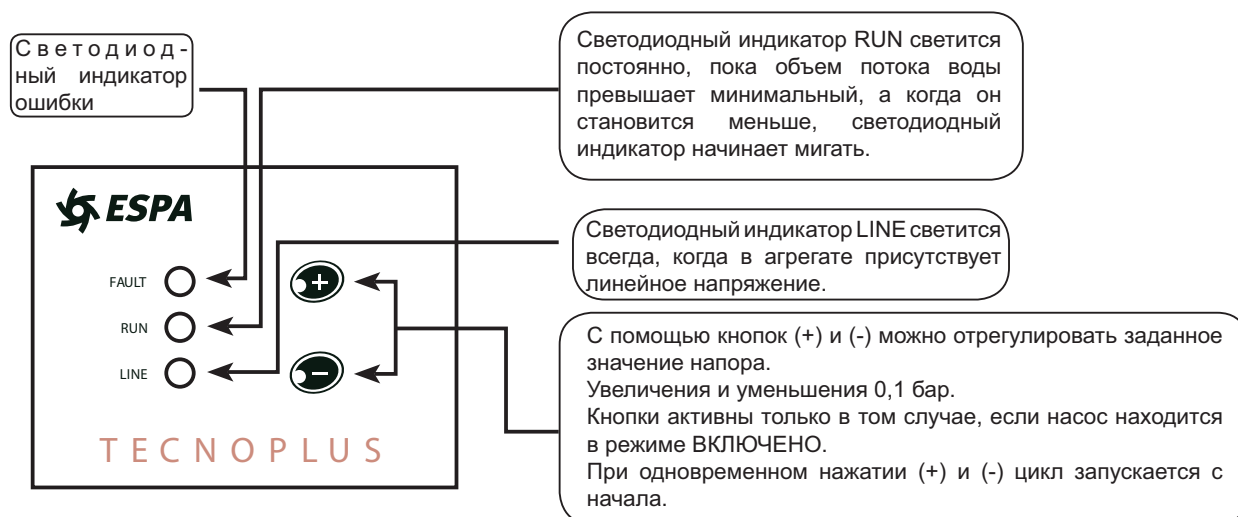 С в е т о д и о д -
ный индикатор
ошибки
Светодиодный индикатор RUN светится
постоянно, пока объем потока воды
превышает минимальный, а когда он
становится меньше, светодиодный
индикатор начинает мигать.
ESPA
Светодиодный индикатор LINE светится
всегда, когда в агрегате присутствует
линейное напряжение.
FAULT
+
RUN
LINE
-
TECNOPLUS
С помощью кнопок (+) и (-) можно отрегулировать заданное
значение напора.
Увеличения и уменьшения 0,1 бар.
Кнопки активны только в том случае, если насос находится
в режиме ВКЛЮЧЕНО.
При одновременном нажатии (+) и (-) цикл запускается с
начала.